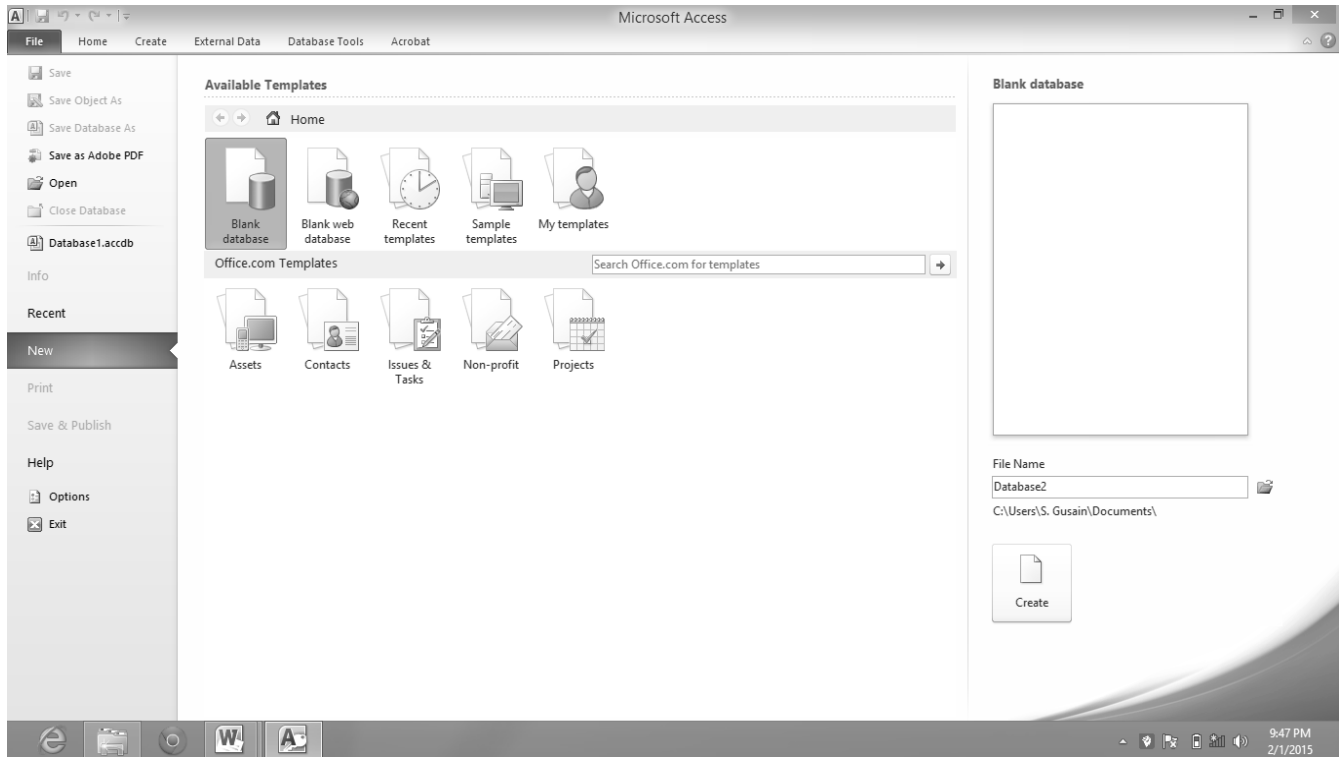 Microsoft Access
File Home Create External Data Database Tools Acrobat
Save
Save Object As
Save Database As
Save as Adobe PDF
Open
Close Database
Database1.accdb
Info
Recent
New
Print
Save & Publish
Help
Options
Exit
Available Templates
Home
Blank
database
Blank web
database
Recent
templates
Sample
templates
My templates
Office.com Templates
Search Office.com for templates
Assets
Contacts
Issues &
Tasks
Non-profit
Projects
Blank database
File Name
Database2
C:\Users\S. Gusain\Documents\
Create
9:47 PM
2/1/2015